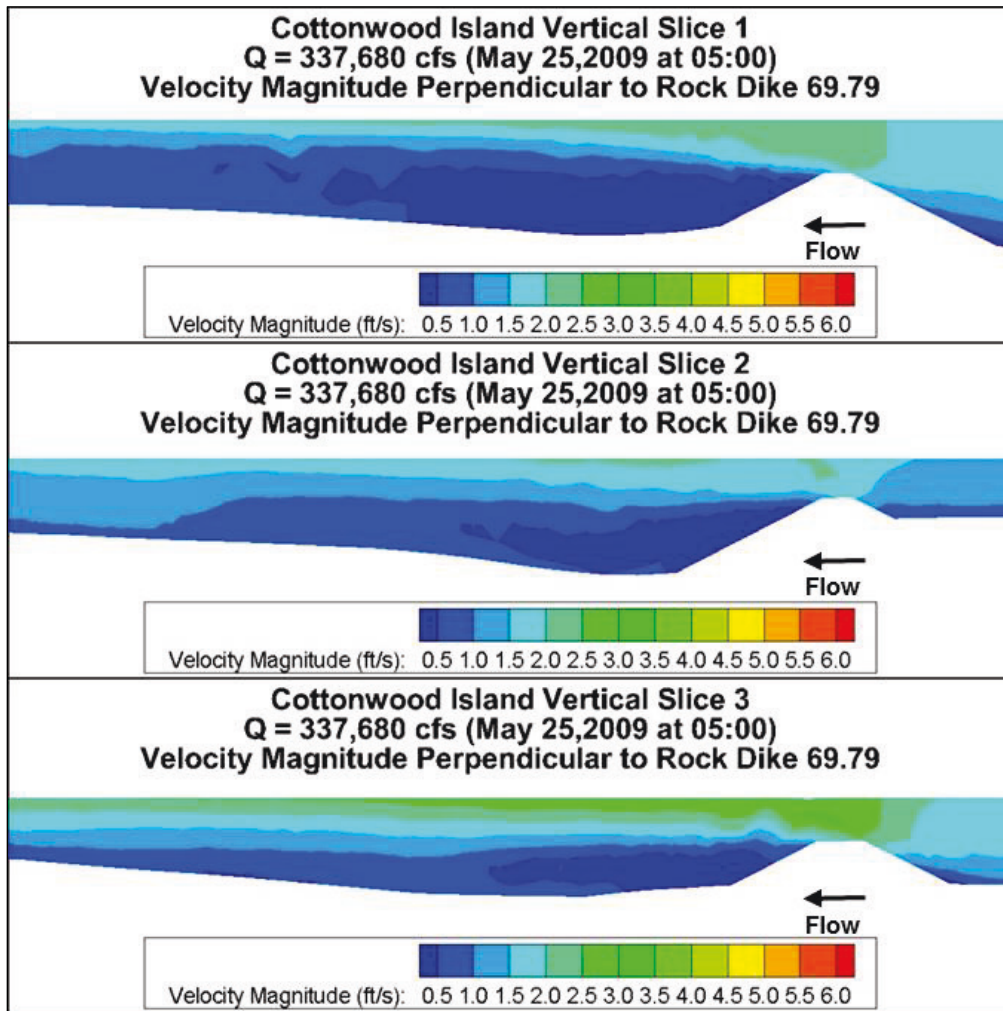 Cottonwood Island Vertical Slice 1
Q = 337,680 cfs (May 25,2009 at 05:00)
Velocity Magnitude Perpendicular to Rock Dike 69.79
Flow
Velocity Magnitude (ft/s): 0.5 1.0 1.5 2.0 2.5 3.0 3.5 4.0 4.5 5.0 5.5 6.0
Cottonwood Island Vertical Slice 2
Q = 337,680 cfs (May 25,2009 at 05:00)
Velocity Magnitude Perpendicular to Rock Dike 69.79
Flow
Velocity Magnitude (ft/s): 0.5 1.0 1.5 2.0 2.5 3.0 3.5 4.0 4.5 5.0 5.5 6.0
Cottonwood Island Vertical Slice 3
Q = 337,680 cfs (May 25,2009 at 05:00)
Velocity Magnitude Perpendicular to Rock Dike 69.79
Flow
Velocity Magnitude (ft/s): 0.5 1.0 1.5 2.0 2.5 3.0 3.5 4.0 4.5 5.0 5.5 6.0